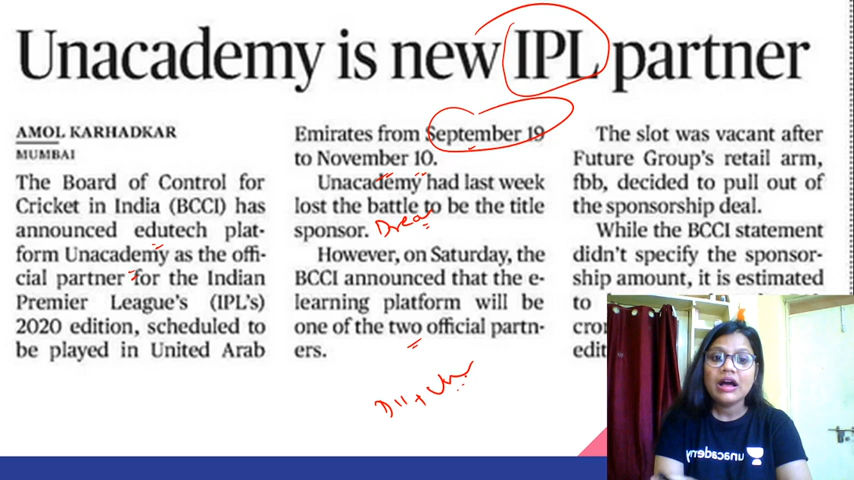 Unacademy is new IPL partner
AMOL KARHADKAR
MUMBAI
The Board of Control for
Cricket in India (BCCI) has
announced edutech plat-
form Unacademy as the offi-
cial partner for the Indian
Premier League's (IPL's)
2020 edition, scheduled to
be played in United Arab
Emirates from September 19
to November 10.
Unacademy had last week
lost the battle to be the title
sponsor.
However, on Saturday, the
BCCI announced that the e-
learning platform will be
one of the two official partn-
ers.
The slot was vacant after
Future Group's retail arm,
fbb, decided to pull out of
the sponsorship deal.
While the BCCI statement
didn't specify the sponsor-
ship amount, it is estimated
to
unacademy